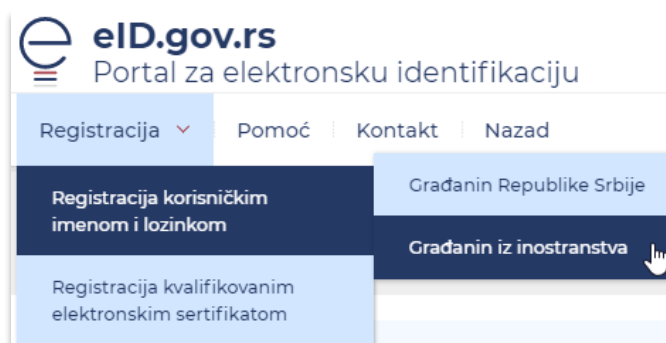 eID.gov.rs
Portal za elektronsku identifikaciju
Registracija Pomoć Kontakt Nazad
Registracija korisničkim
imenom i lozinkom
Građanin Republike Srbije
Građanin iz inostranstva
Registracija kvalifikovanim
elektronskim sertifikatom